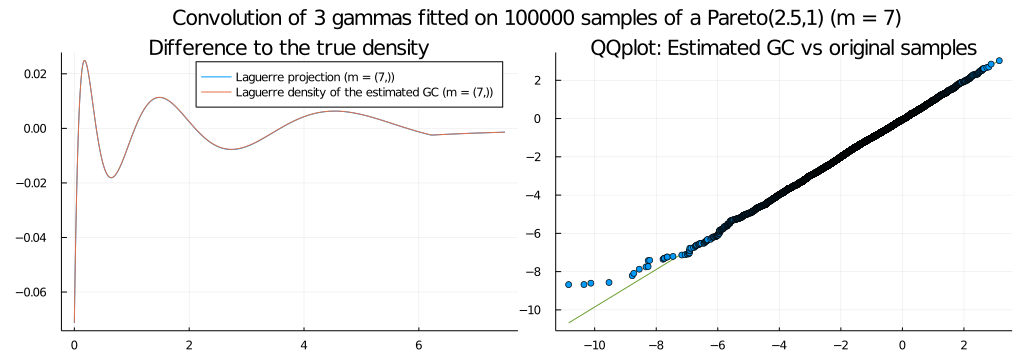 Convolution of 3 gammas fitted on 100000 samples of a Pareto(2.5,1) (m = 7)
Difference to the true density
QQplot: Estimated GC vs original samples
Laguerre projection (m = (7,))
Laguerre density of the estimated GC (m = (7,))
0.02
0.00
−0.02
−0.04
−0.06
0 2 4 6
2
0
−2
−4
−6
−8
−10
−10 −8 −6 −4 −2 0 2